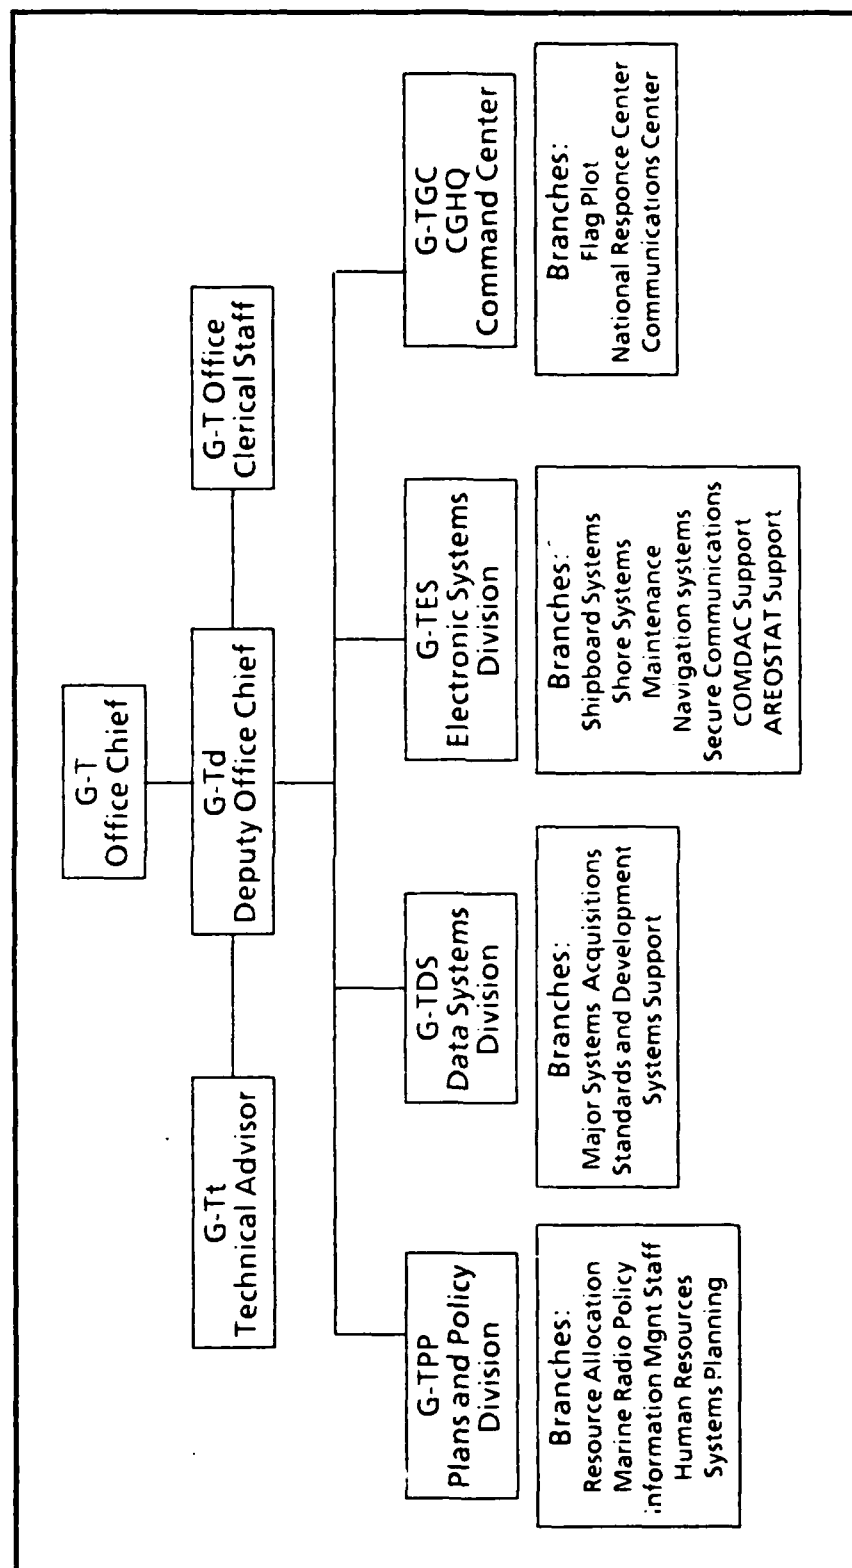 G-T
Office Chief
G-Tt
Technical Advisor
G-Td
Deputy Office Chief
G-T Office
Clerical Staff
G-TPP
Plans and Policy
Division
G-TDS
Data Systems
Division
G-TES
Electronic Systems
Division
G-TGC
CGHQ
Command Center
Branches:
Resource Allocation
Marine Radio Policy
Information Mgnt Staff
Human Resources
Systems Planning
Branches:
Major Systems Acquisitions
Standards and Development
Systems Support
Branches:
Shipboard Systems
Shore Systems
Maintenance
Navigation systems
Secure Communications
COMDAC Support
AREOSTAT Support
Branches:
Flag Plot
National Responce Center
Communications Center